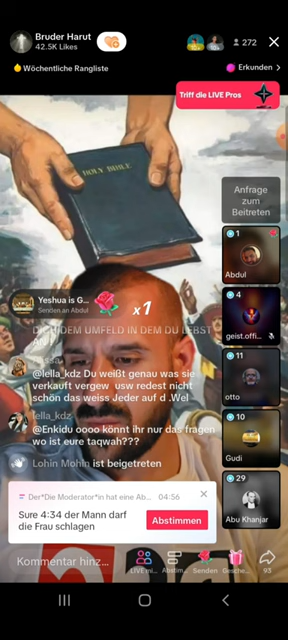 Bruder Harut
42.5K Likes
272
Wöchentliche Rangliste
Erkunden >
Triff die LIVE Pros
HOLY BIBLE
Anfrage
zum
Beitreten
1
Abdul
4
geist.offi...
11
otto
10
Gudi
29
Abu Khanjar
Yeshua is G...
Senden an Abdul
x1
DICH DEM UMFELD IN DEM DU LEBST
@lella_kdz Du weißt genau was sie
verkauft vergew usw redest nicht
schön das weiss Jeder auf d .Wel
lella_kdz
@Enkidu oooo könnt ihr nur das fragen
wo ist eure taqwah???
Lohin Mohin ist beigetreten
Der*Die Moderator*in hat eine Ab... 04:56
Sure 4:34 der Mann darf
die Frau schlagen
Abstimmen
Kommentar hinz...
LIVE mi...
Abstim...
Senden
Gesche...
93